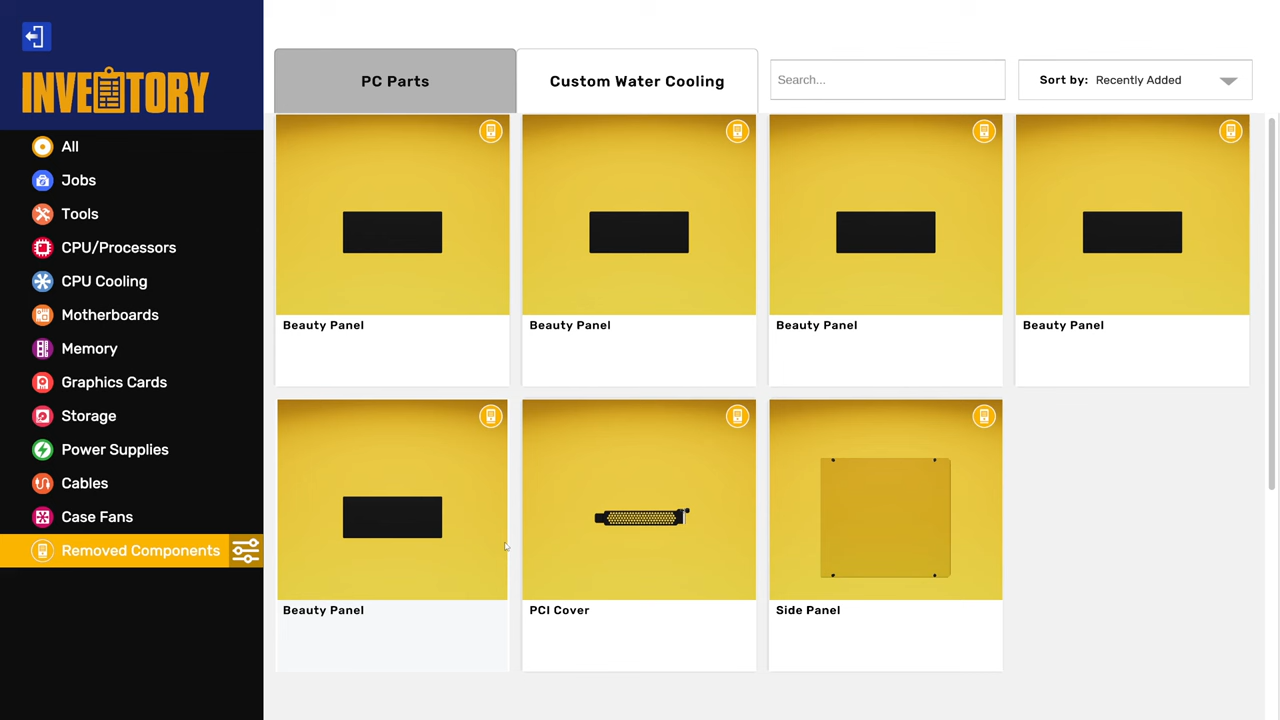 INVENTORY
All
Jobs
Tools
CPU/Processors
CPU Cooling
Motherboards
Memory
Graphics Cards
Storage
Power Supplies
Cables
Case Fans
Removed Components
PC Parts
Custom Water Cooling
Search...
Sort by: Recently Added
Beauty Panel
Beauty Panel
Beauty Panel
Beauty Panel
Beauty Panel
PCI Cover
Side Panel